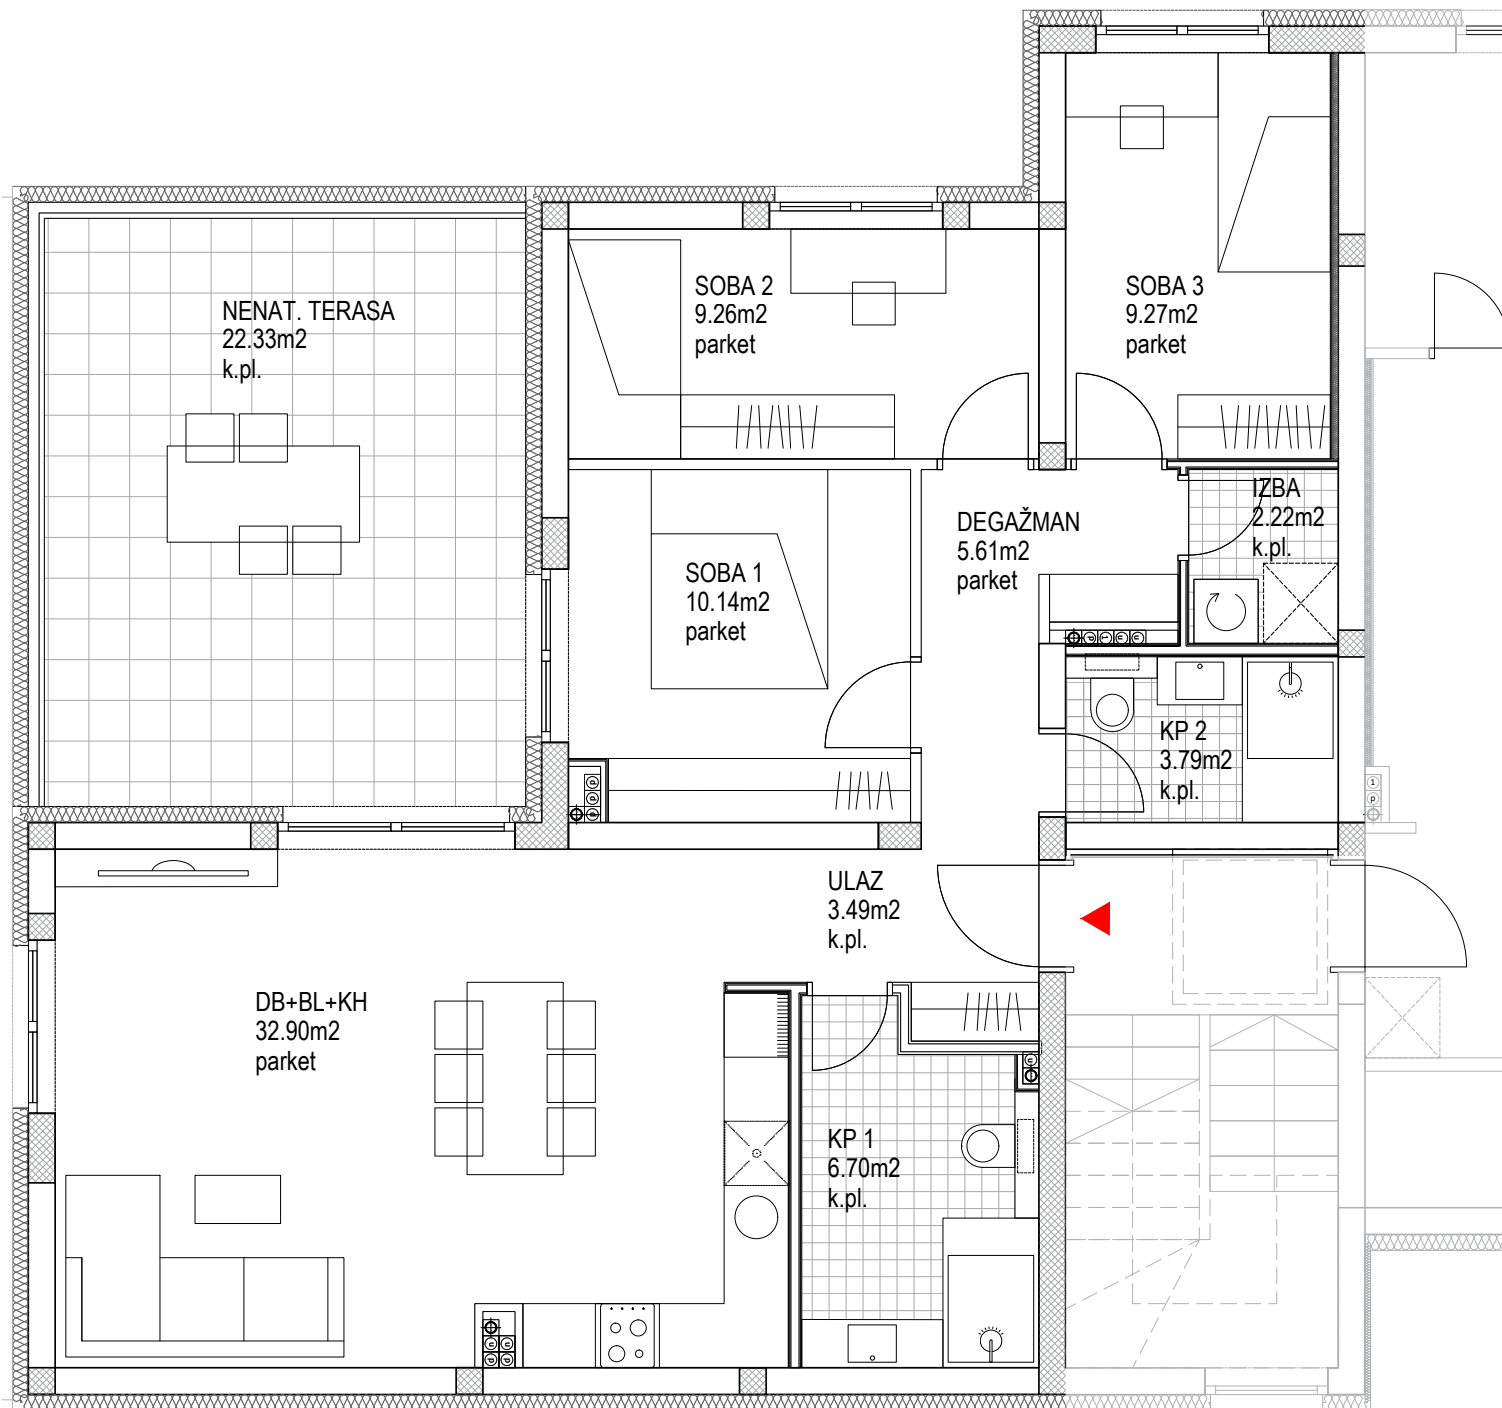 NENAT. TERASA
22.33m2
k.pl.
SOBA 2
9.26m2
parket
SOBA 3
9.27m2
parket
IZBA
2.22m2
k.pl.
DEGAŽMAN
5.61m2
parket
SOBA 1
10.14m2
parket
KP 2
3.79m2
k.pl.
ULAZ
3.49m2
k.pl.
DB+BL+KH
32.90m2
parket
KP 1
6.70m2
k.pl.